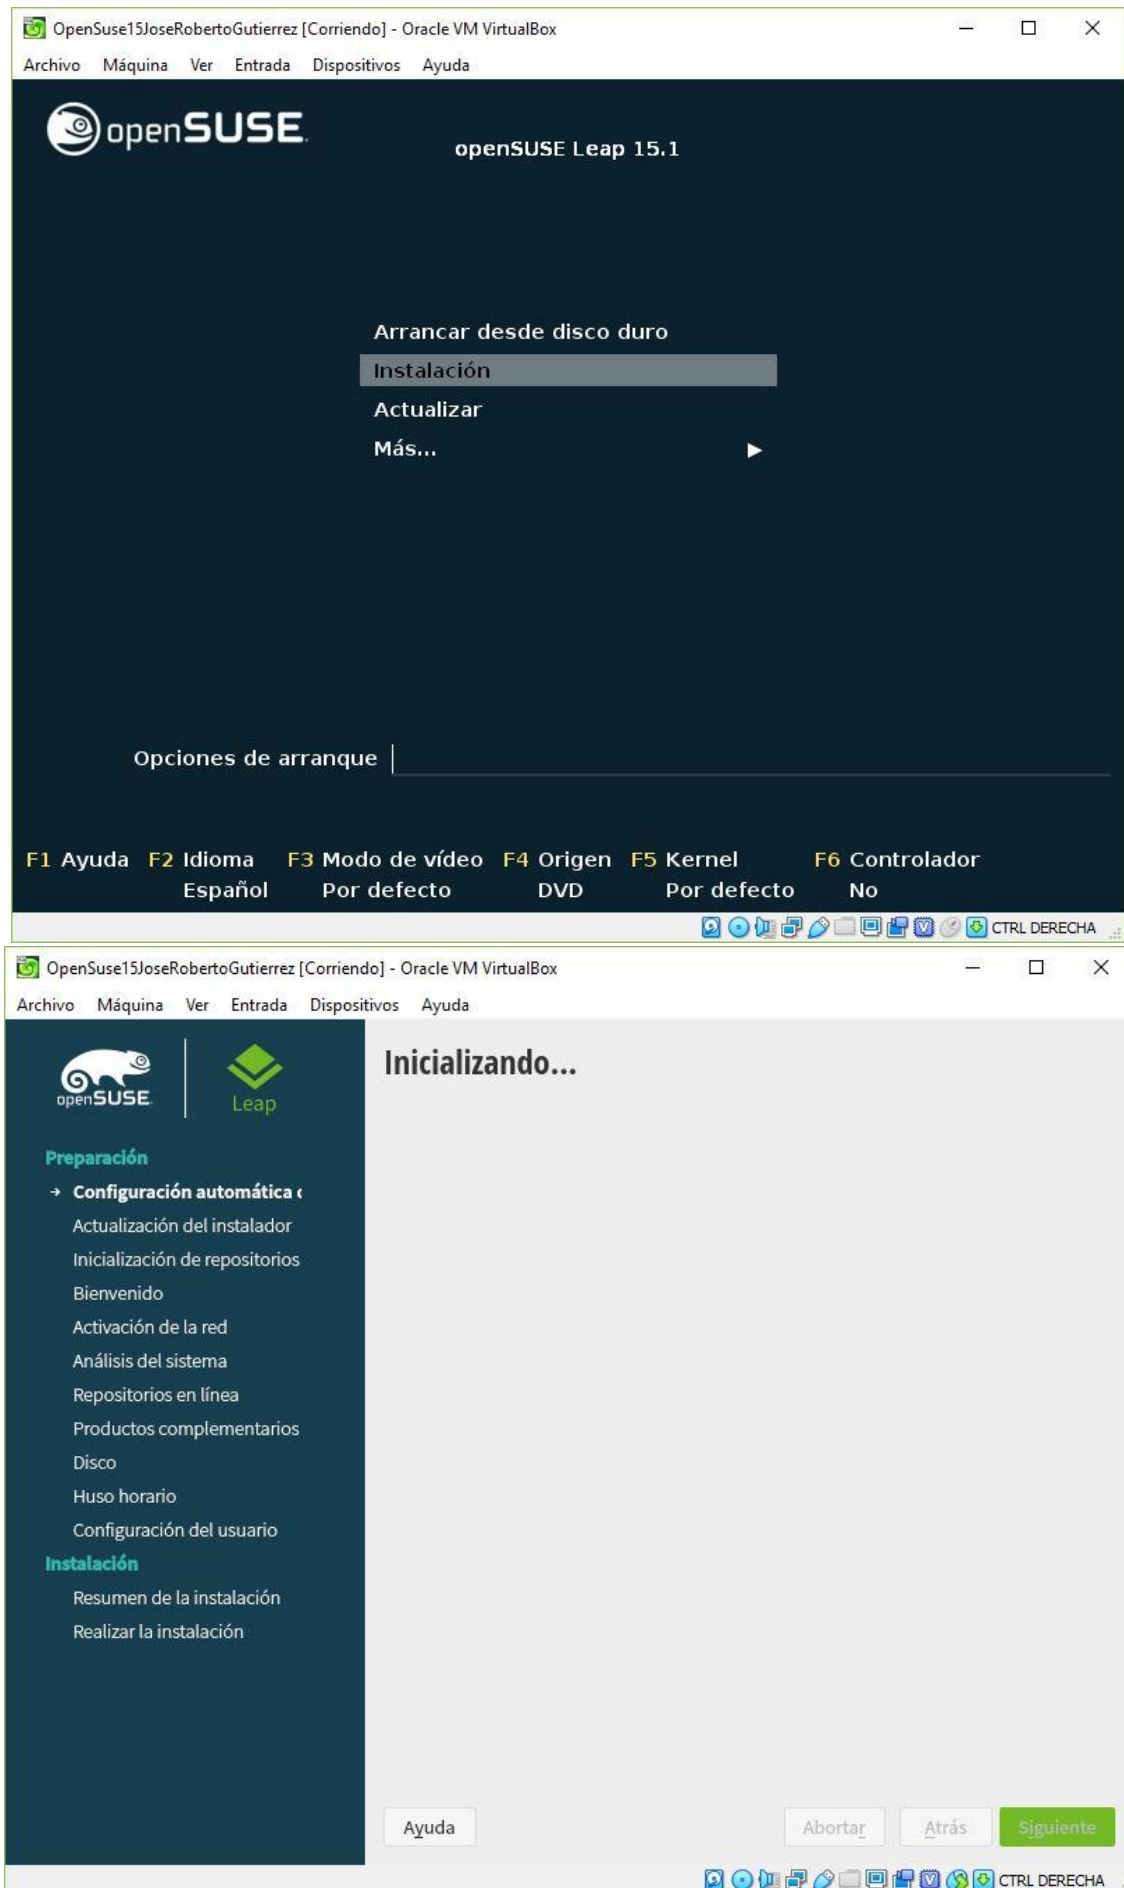 OpenSuse15JoseRobertoGutierrez [Corriendo] - Oracle VM VirtualBox
Archivo Máquina Ver Entrada Dispositivos Ayuda
openSUSE.
openSUSE Leap 15.1
Arrancar desde disco duro
Instalación
Actualizar
Más...
Opciones de arranque
F1 Ayuda F2 Idioma F3 Modo de vídeo F4 Origen F5 Kernel F6 Controlador
Español Por defecto DVD Por defecto No
CTRL DERECHA
OpenSuse15JoseRobertoGutierrez [Corriendo] - Oracle VM VirtualBox
Archivo Máquina Ver Entrada Dispositivos Ayuda
openSUSE.
Leap
Inicializando...
Preparación
Configuración automática
Actualización del instalador
Inicialización de repositorios
Bienvenido
Activación de la red
Análisis del sistema
Repositorios en línea
Productos complementarios
Disco
Huso horario
Configuración del usuario
Instalación
Resumen de la instalación
Realizar la instalación
Ayuda Abortar Atrás Siguiente
CTRL DERECHA